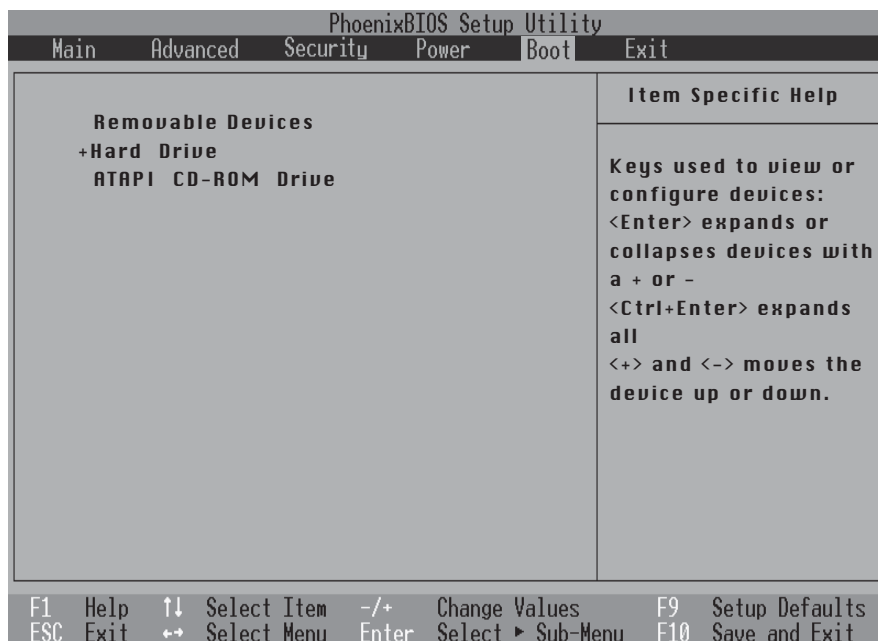 PhoenixBIOS Setup Utility
Main Advanced Security Power Boot Exit
Removable Devices
+Hard Drive
ATAPI CD-ROM Drive
Item Specific Help
Keys used to view or
configure devices:
<Enter> expands or
collapses devices with
a + or -
<Ctrl+Enter> expands
all
<+> and <-> moves the
device up or down.
F1 Help ↑↓ Select Item -/+ Change Values F9 Setup Defaults
ESC Exit ←→ Select Menu Enter Select ▶ Sub-Menu F10 Save and Exit